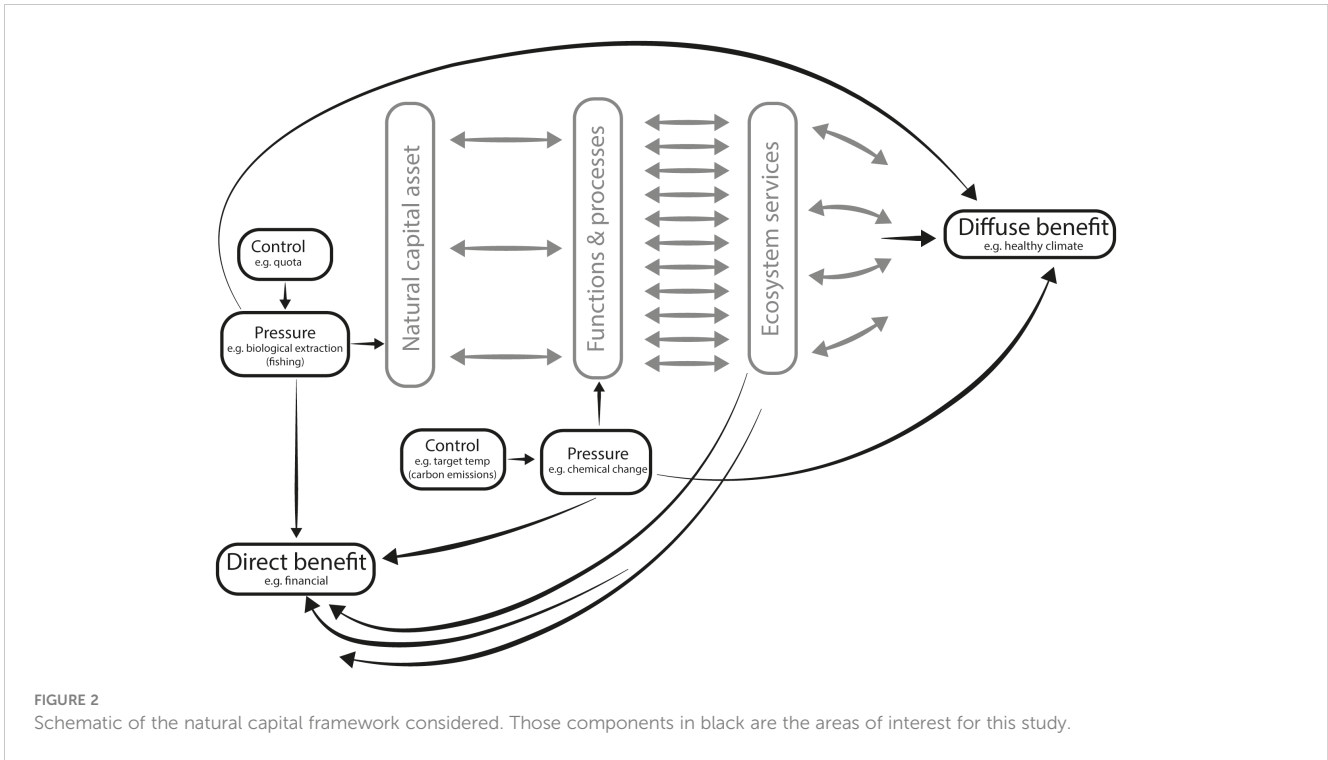 Control
e.g. quota
Pressure
e.g. biological extraction
(fishing)
Natural capital asset
Functions & processes
Ecosystem services
Diffuse benefit
e.g. healthy climate
Control
e.g. target temp
(carbon emissions)
Pressure
e.g. chemical change
Direct benefit
e.g. financial
FIGURE 2
Schematic of the natural capital framework considered. Those components in black are the areas of interest for this study.